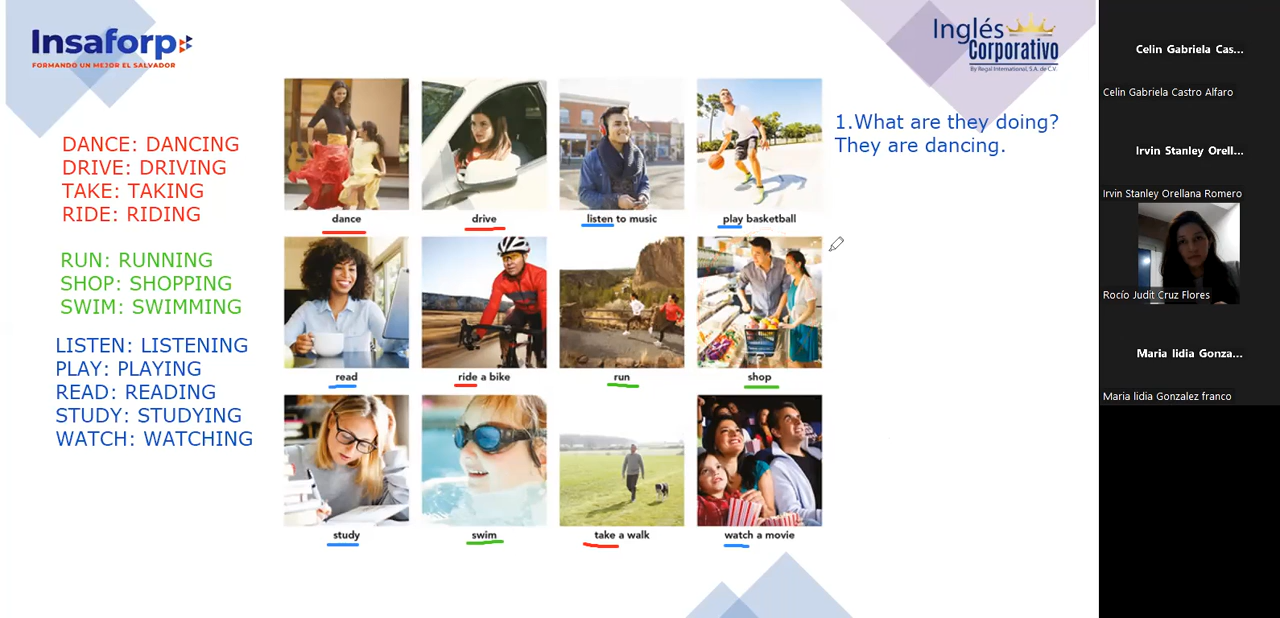 Insaforp
FORMANDO UN MEJOR EL SALVADOR
Inglés
Corporativo
By Regal International, S.A. de C.V.
DANCE: DANCING
DRIVE: DRIVING
TAKE: TAKING
RIDE: RIDING
RUN: RUNNING
SHOP: SHOPPING
SWIM: SWIMMING
LISTEN: LISTENING
PLAY: PLAYING
READ: READING
STUDY: STUDYING
WATCH: WATCHING
dance
drive
listen to music
play basketball
read
ride a bike
run
shop
study
swim
take a walk
watch a movie
1.What are they doing?
They are dancing.
Celin Gabriela Cas...
Celin Gabriela Castro Alfaro
Irvin Stanley Orell...
Irvin Stanley Orellana Romero
Rocío Judit Cruz Flores
Maria lidia Gonza...
Maria lidia Gonzalez franco